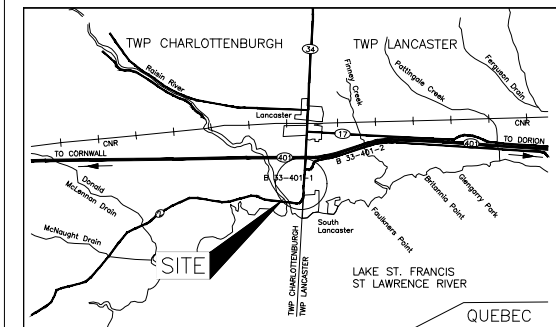 TWP CHARLOTTENBURGH
34
TWP LANCASTER
Raisin River
Finney Creek
Pattingale Creek
Ferguson Drain
Lancaster
CNR
CNR
17
TO DORION
TO CORNWALL
401
401
B 33-401-2
B 33-401-1
Donald
McLennan Drain
McNaught Drain
2
SITE
South
Lancaster
Faulkners Point
Britannia Point
Glengarry Park
TWP CHARLOTTENBURGH
TWP LANCASTER
LAKE ST. FRANCIS
ST LAWRENCE RIVER
QUEBEC